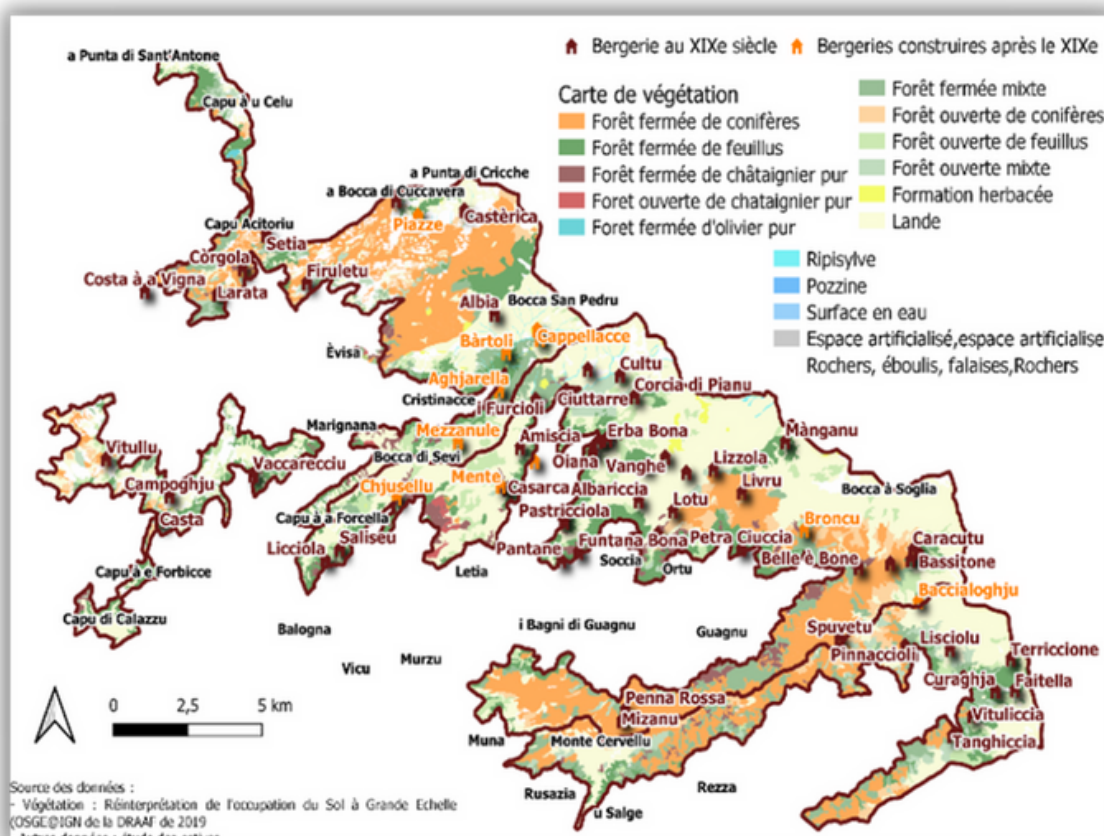 Bergerie au XIXe siècle
Bergeries construires après le XIXe
Carte de végétation
Forêt fermée de conifères
Forêt fermée de feuillus
Forêt fermée de châtaignier pur
Foret ouverte de chataignier pur
Foret fermée d'olivier pur
Forêt fermée mixte
Forêt ouverte de conifères
Forêt ouverte de feuillus
Forêt ouverte mixte
Formation herbacée
Lande
Ripisylve
Pozzine
Surface en eau
Espace artificialisé,espace artificialise
Rochers, éboulis, falaises,Rochers
a Punta di Sant'Antone
Capu à u Celu
a Punta di Cricche
a Bocca di Cuccavera
Piazze
Castèrica
Capu Acitoriu
Setia
Còrgola
Costa à a Vigna
Larata
Firuletu
Albia
Bocca San Pedru
Bàrtoli
Cappellacce
Èvisa
Aghjarella
Cultu
Cristinacce
i Furcioli
Ciuttarre
Corcia di Pianu
Marignana
Mezzanule
Amiscia
Erba Bona
Mànganu
Vitullu
Vaccarecciu
Bocca di Sevi
Oiana
Vanghe
Lizzola
Campoghju
Chjusellu
Mente
Casarca
Albariccia
Livru
Bocca à Soglia
Casta
Capu à a Forcella
Pastricciola
Lotu
Broncu
Licciola
Saliseu
Pantane
Funtana Bona
Petra Ciuccia
Caracutu
Capu à e Forbicce
Letia
Soccia
Ortu
Belle è Bone
Bassitone
Capu di Calazzu
Baccialoghju
Balogna
i Bagni di Guagnu
Guagnu
Spuvetu
Lisciolu
Vicu
Murzu
Pinnaccioli
Terriccione
Curaghja
Faitella
Penna Rossa
Mizanu
Vituliccia
Muna
Monte Cervellu
Tanghiccia
Rusazia
Rezza
u Salge
0 2,5 5 km
Source des données :
- Végétation : Réinterprétation de l'occupation du Sol à Grande Echelle
(OSGE@IGN de la DRAAF de 2019